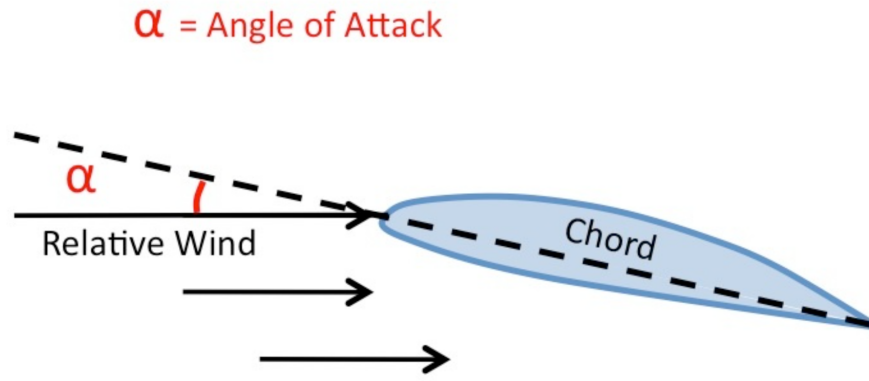 α = Angle of Attack
α
Relative Wind
Chord